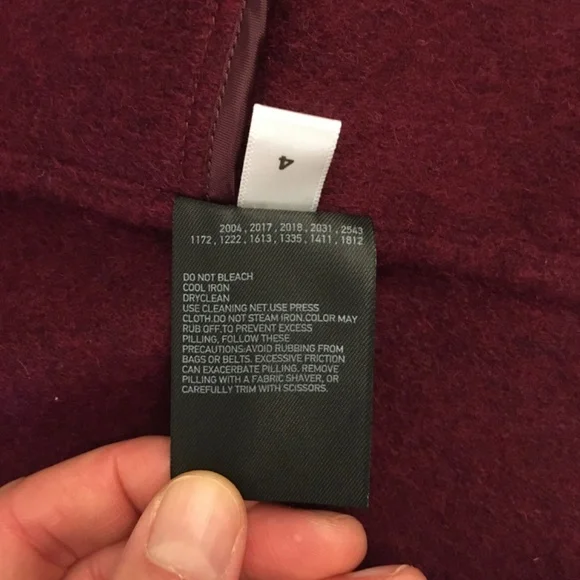 4
2004 , 2017 , 2018 , 2031 , 2543
1172 , 1222 , 1613 , 1335 , 1411 , 1812
DO NOT BLEACH
COOL IRON
DRYCLEAN
USE CLEANING NET.USE PRESS
CLOTH.DO NOT STEAM IRON.COLOR MAY
RUB OFF.TO PREVENT EXCESS
PILLING, FOLLOW THESE
PRECAUTIONS:AVOID RUBBING FROM
BAGS OR BELTS. EXCESSIVE FRICTION
CAN EXACERBATE PILLING. REMOVE
PILLING WITH A FABRIC SHAVER, OR
CAREFULLY TRIM WITH SCISSORS.